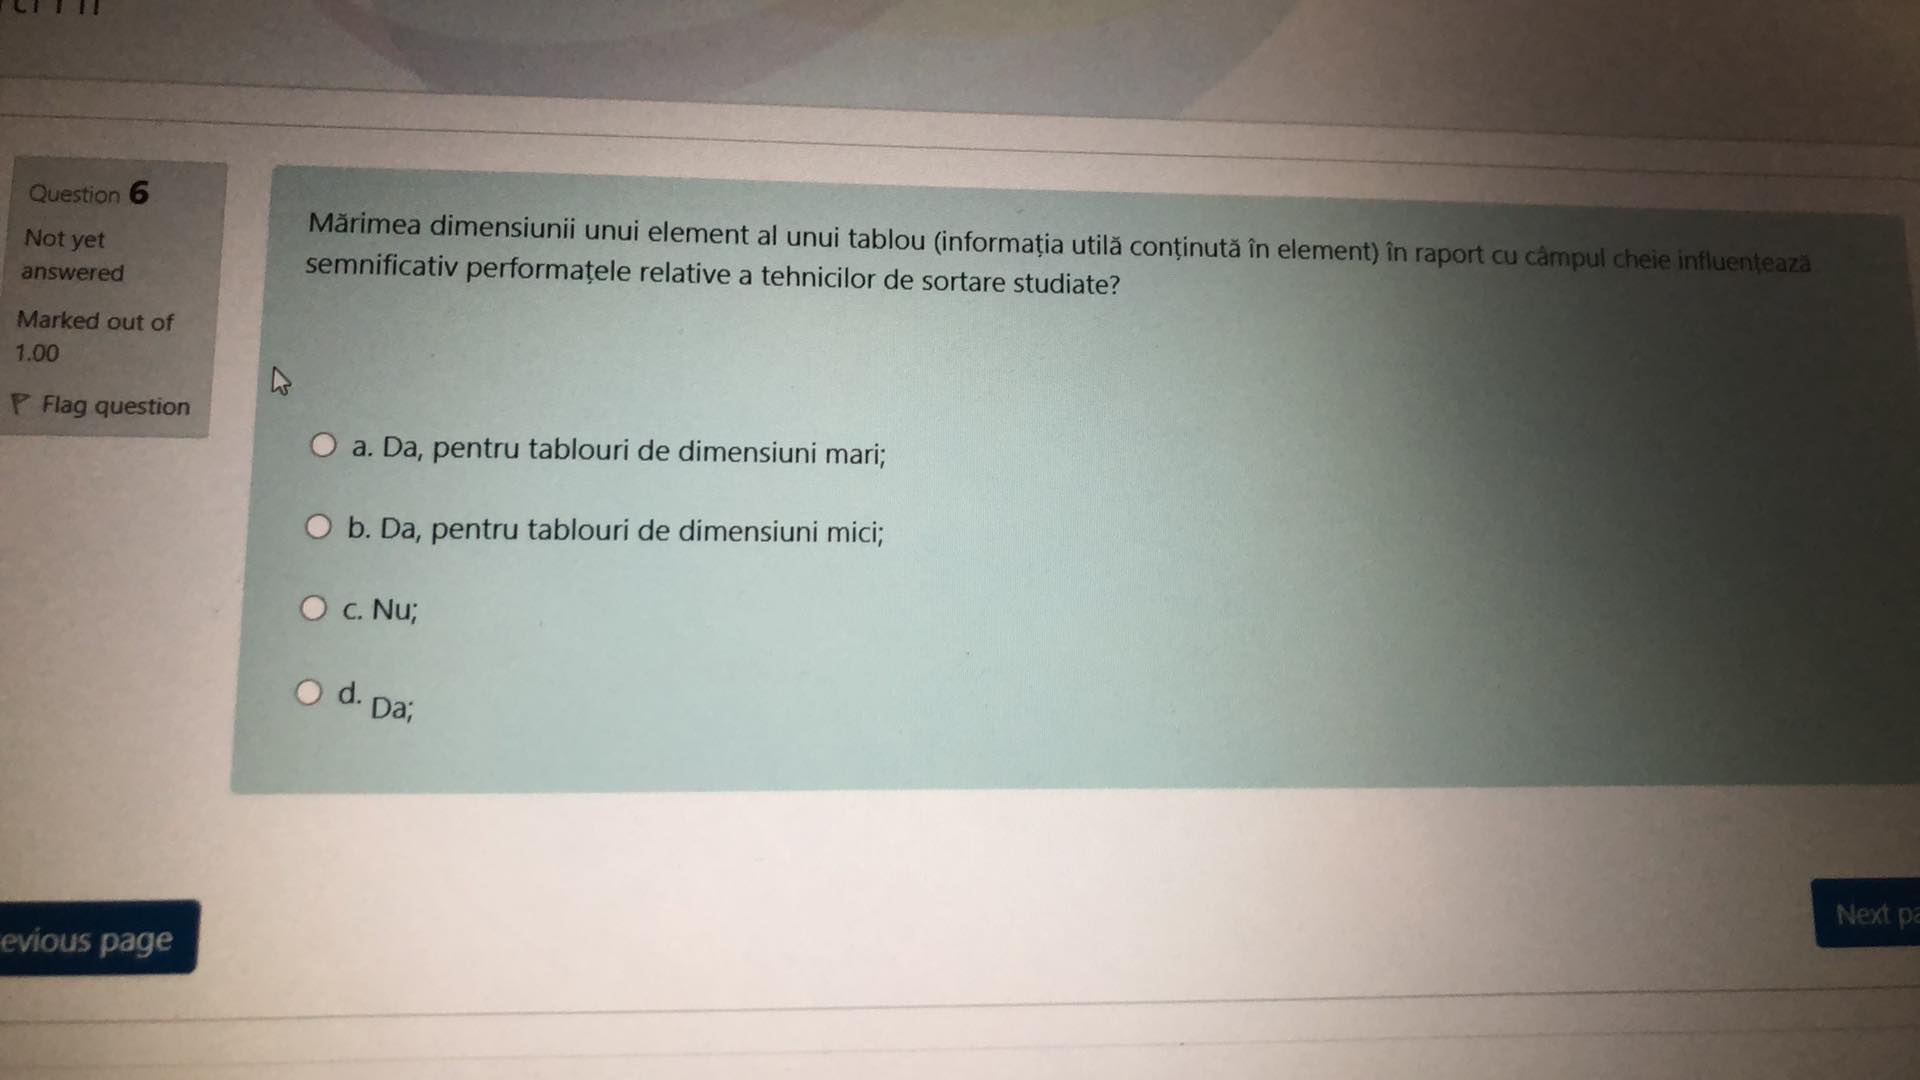 Question 6
Not yet
answered
Marked out of
1.00
Flag question
Mărimea dimensiunii unui element al unui tablou (informația utilă conținută în element) în raport cu câmpul cheie influențează
semnificativ performațele relative a tehnicilor de sortare studiate?
a. Da, pentru tablouri de dimensiuni mari;
b. Da, pentru tablouri de dimensiuni mici;
c. Nu;
d. Da;
evious page
Next pa